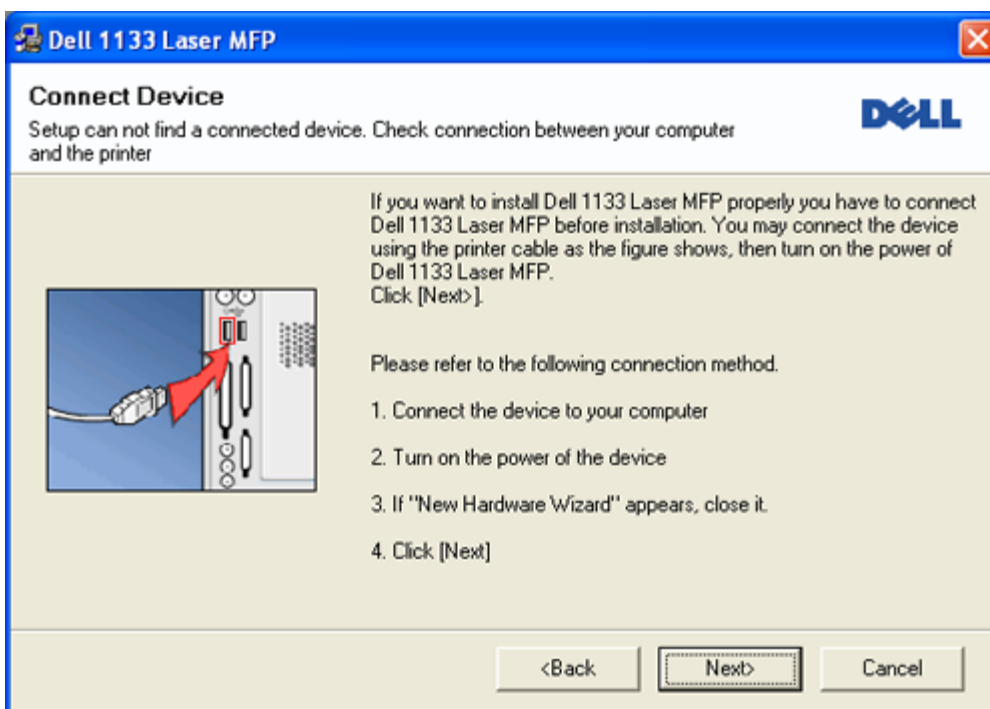 Dell 1133 Laser MFP
Connect Device
Setup can not find a connected device. Check connection between your computer
and the printer
DELL
If you want to install Dell 1133 Laser MFP properly you have to connect
Dell 1133 Laser MFP before installation. You may connect the device
using the printer cable as the figure shows, then turn on the power of
Dell 1133 Laser MFP.
Click [Next>].
Please refer to the following connection method.
1. Connect the device to your computer
2. Turn on the power of the device
3. If "New Hardware Wizard" appears, close it.
4. Click [Next]
<Back
Next>
Cancel